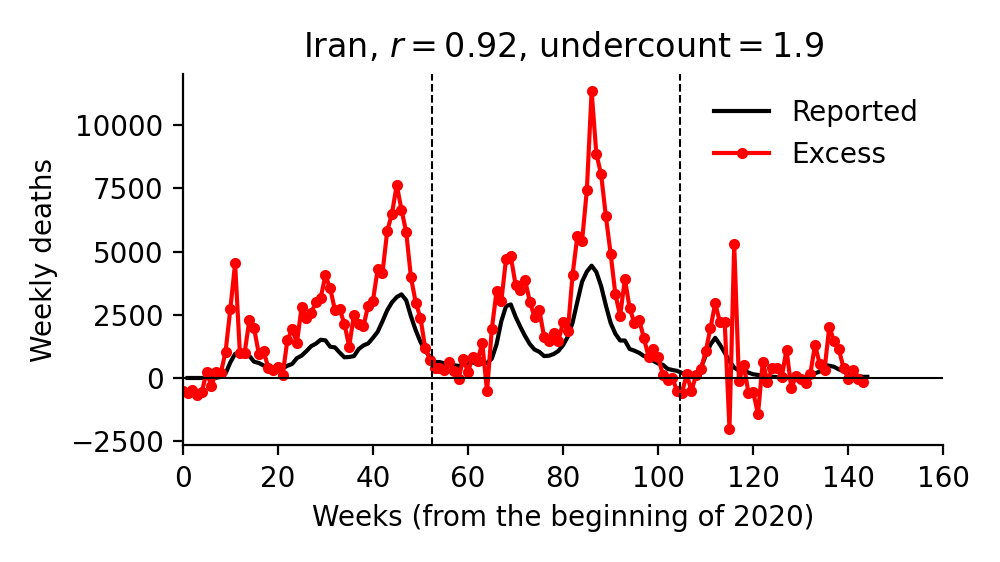 Iran, r = 0.92, undercount = 1.9
Reported
Excess
Weekly deaths
10000
7500
5000
2500
0
−2500
0 20 40 60 80 100 120 140 160
Weeks (from the beginning of 2020)